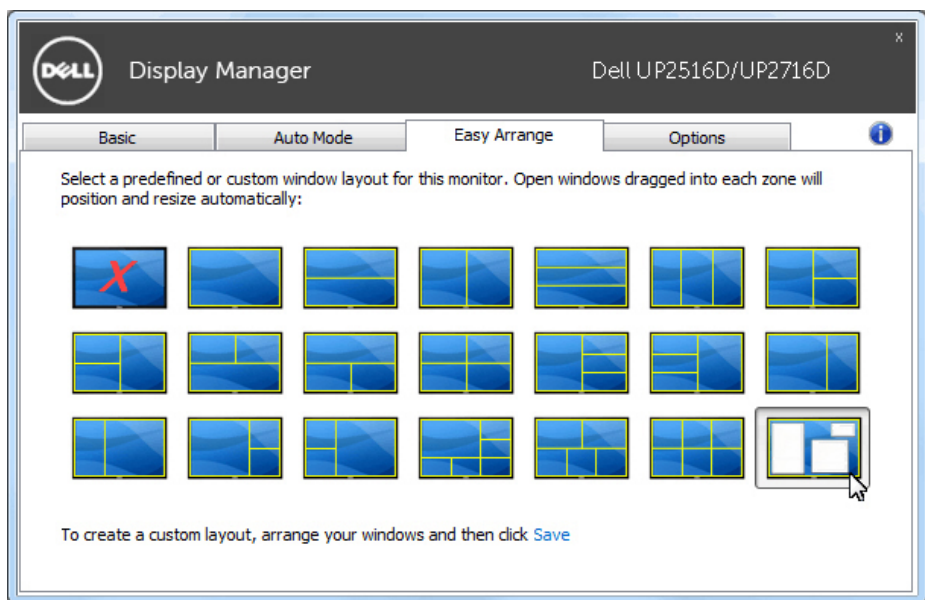 DELL
Display Manager
Dell UP2516D/UP2716D
x
Basic
Auto Mode
Easy Arrange
Options
i
Select a predefined or custom window layout for this monitor. Open windows dragged into each zone will
position and resize automatically:
X
To create a custom layout, arrange your windows and then click Save